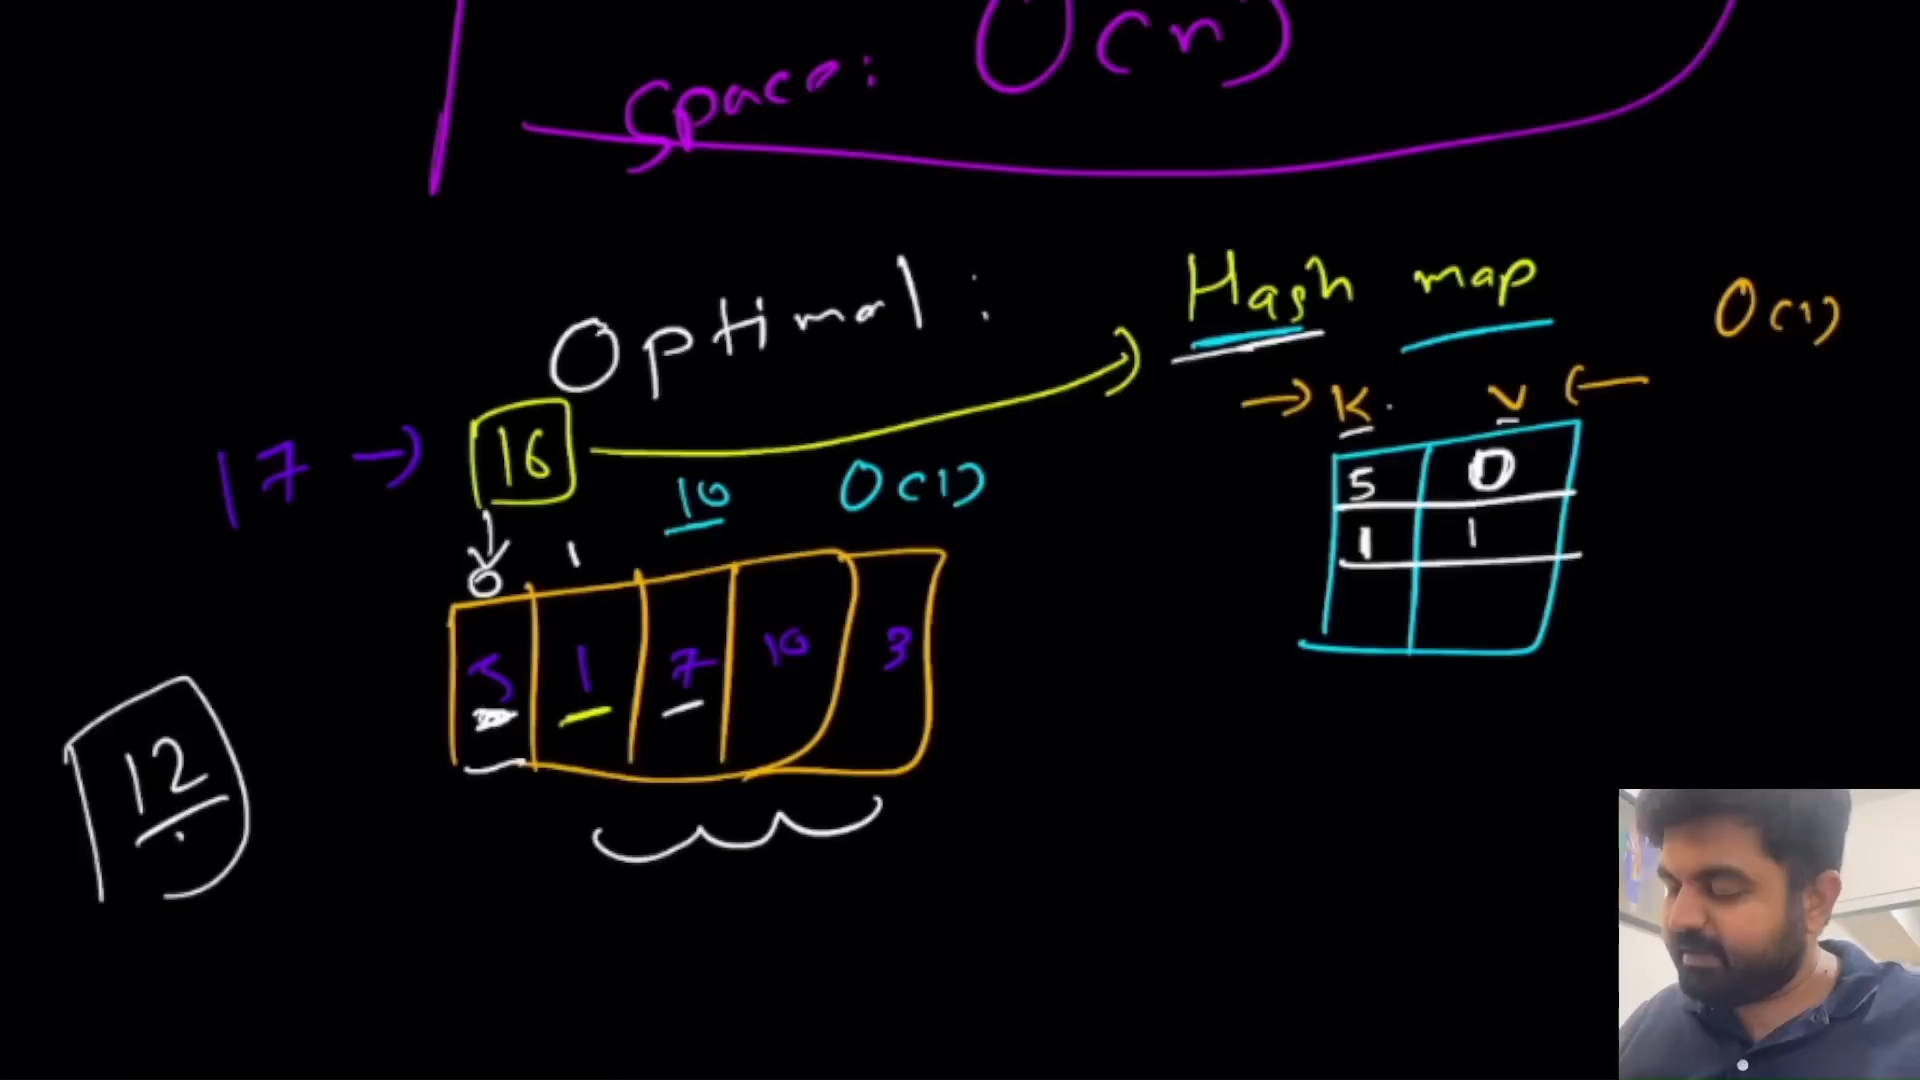 space: O(n)
Optimal :
Hash map
O(1)
K. V
17 → 16
10 O(1)
5 0
1 1
0 1
5 1 7 10 3
12